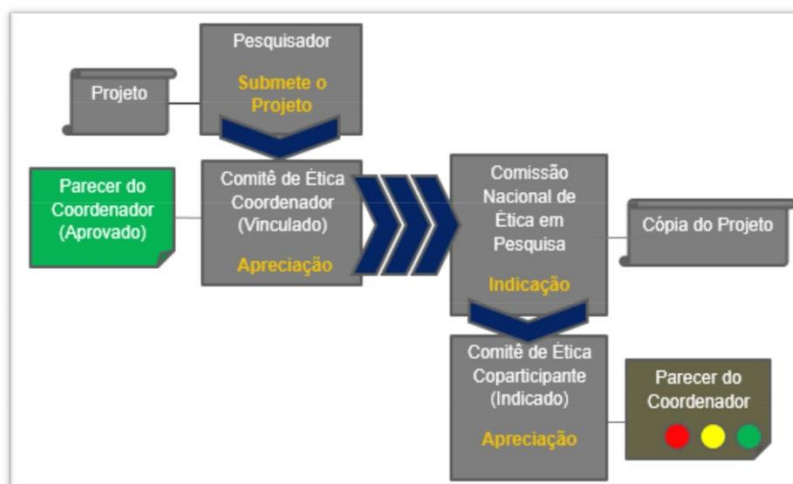 Pesquisador
Submete o
Projeto
Projeto
Parecer do
Coordenador
(Aprovado)
Comitê de Ética
Coordenador
(Vinculado)
Apreciação
Comissão
Nacional de
Ética em
Pesquisa
Indicação
Cópia do Projeto
Comitê de Ética
Coparticipante
(Indicado)
Apreciação
Parecer do
Coordenador